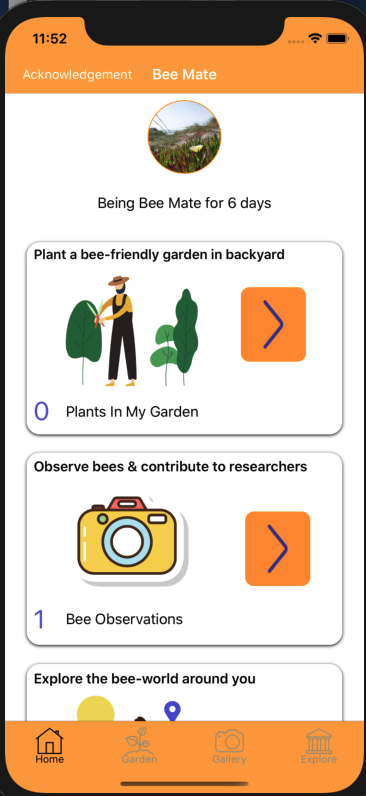 11:52
Acknowledgement Bee Mate
Being Bee Mate for 6 days
Plant a bee-friendly garden in backyard
0 Plants In My Garden
Observe bees & contribute to researchers
1 Bee Observations
Explore the bee-world around you
Home Garden Gallery Explore